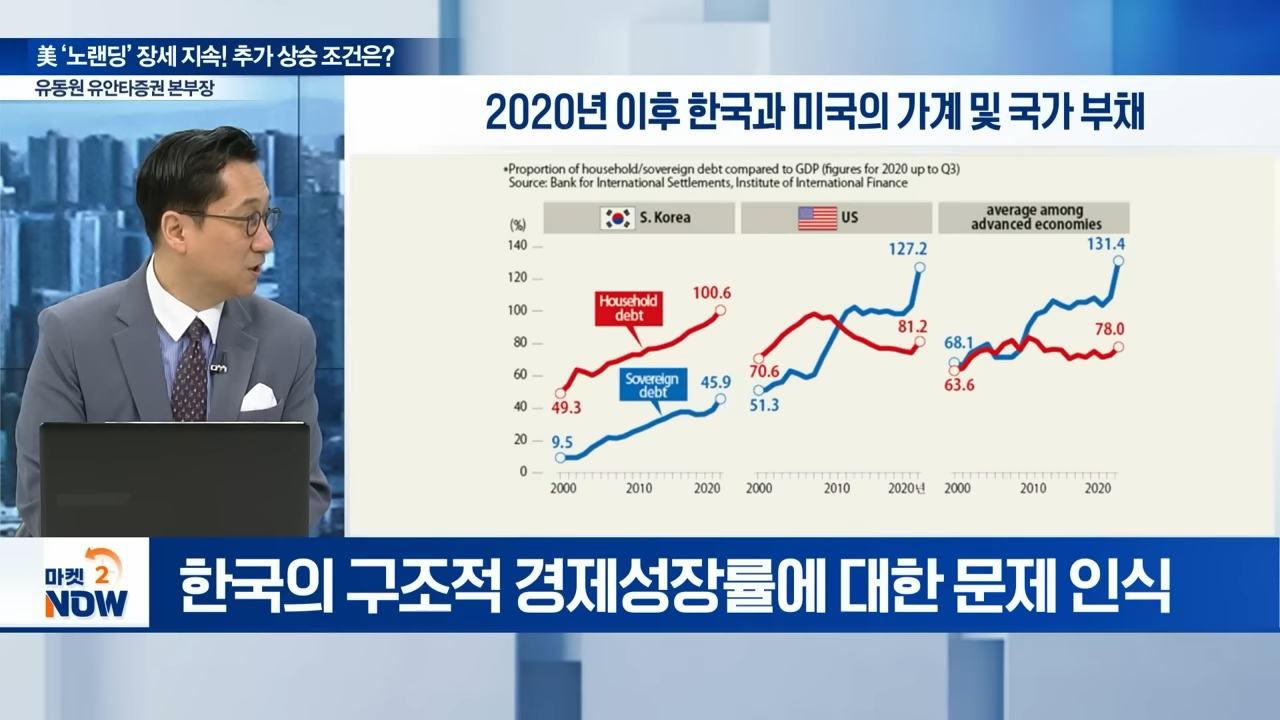 美 ‘노랜딩’ 장세 지속! 추가 상승 조건은?
유동원 유안타증권 본부장
2020년 이후 한국과 미국의 가계 및 국가 부채
*Proportion of household/sovereign debt compared to GDP (figures for 2020 up to Q3)
Source: Bank for International Settlements, Institute of International Finance
(%)
S. Korea
US
average among
advanced economies
140
120
100
80
60
40
20
0
Household
debt
100.6
49.3
Sovereign
debt
45.9
9.5
2000
2010
2020
127.2
81.2
70.6
51.3
2000
2010
2020년
131.4
78.0
68.1
63.6
2000
2010
2020
마켓 2
NOW
한국의 구조적 경제성장률에 대한 문제 인식